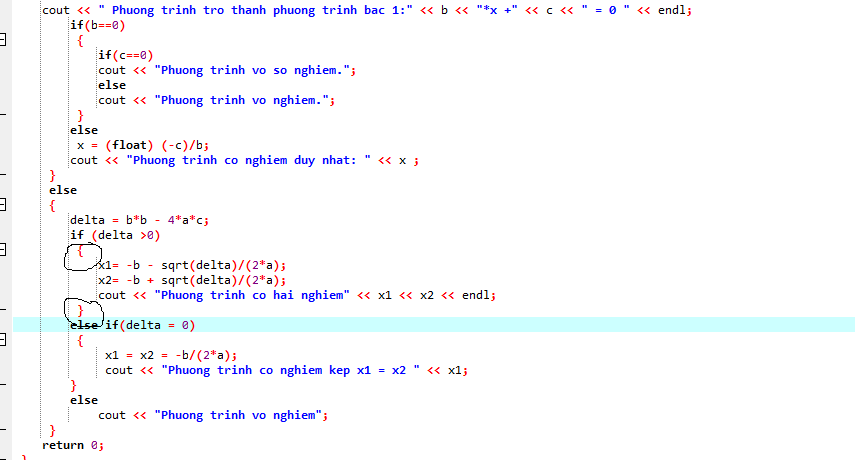 cout << " Phuong trinh tro thanh phuong trinh bac 1:" << b << "*x +" << c << " = 0 " << endl;
if(b==0)
{
if(c==0)
cout << "Phuong trinh vo so nghiem.";
else
cout << "Phuong trinh vo nghiem.";
}
else
x = (float) (-c)/b;
cout << "Phuong trinh co nghiem duy nhat: " << x ;
}
else
{
delta = b*b - 4*a*c;
if (delta >0)
{
x1= -b - sqrt(delta)/(2*a);
x2= -b + sqrt(delta)/(2*a);
cout << "Phuong trinh co hai nghiem" << x1 << x2 << endl;
}
else if(delta = 0)
{
x1 = x2 = -b/(2*a);
cout << "Phuong trinh co nghiem kep x1 = x2 " << x1;
}
else
cout << "Phuong trinh vo nghiem";
}
return 0;
}